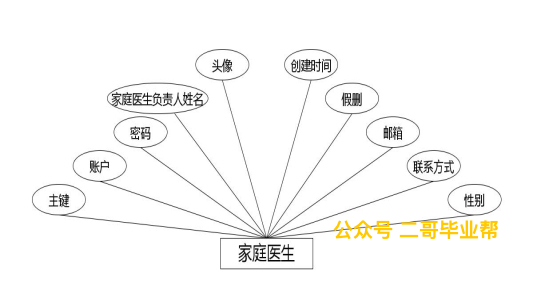 头像
创建时间
家庭医生负责人姓名
假删
密码
邮箱
账户
联系方式
主键
性别
公众号 二哥毕业帮
家庭医生